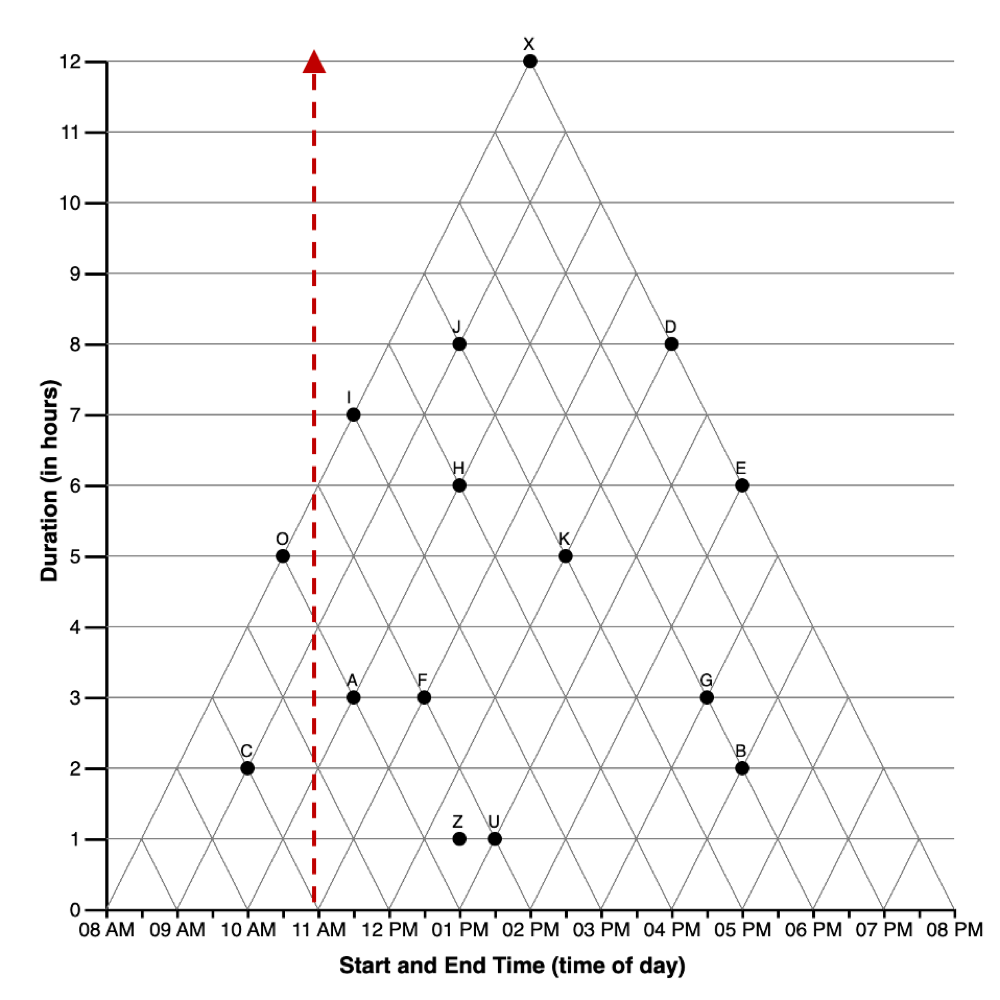 X
12
11
10
9
J
D
8
I
7
H
E
6
O
K
5
4
A
F
G
3
C
B
2
Z
U
1
0
08 AM 09 AM 10 AM 11 AM 12 PM 01 PM 02 PM 03 PM 04 PM 05 PM 06 PM 07 PM 08 PM
Duration (in hours)
Start and End Time (time of day)